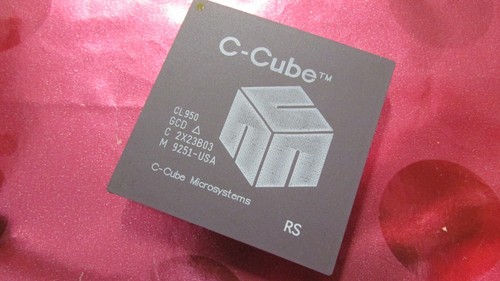 C-Cube™
CL950
GCD △
C 2X23B03
M 9251-USA
C-Cube Microsystems
RS